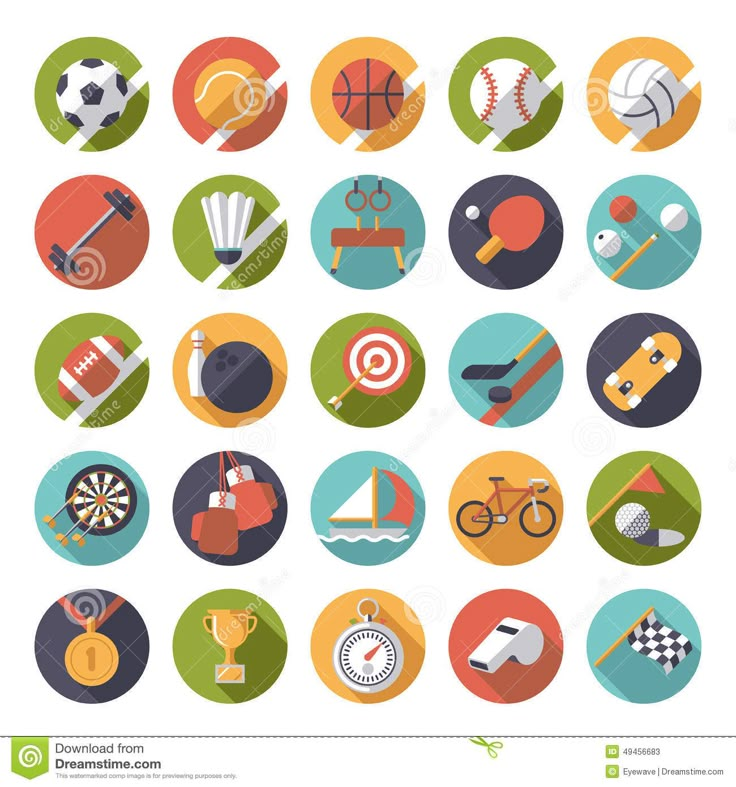 1
Download from
Dreamstime.com
This watermarked comp image is for previewing purposes only.
ID 49456683
© Eyewave | Dreamstime.com